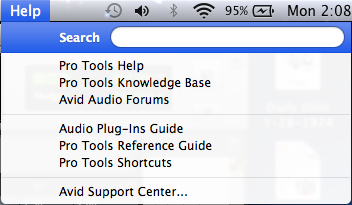 Help 95% Mon 2:08
Search
Pro Tools Help
Pro Tools Knowledge Base
Avid Audio Forums
Audio Plug-Ins Guide
Pro Tools Reference Guide
Pro Tools Shortcuts
Avid Support Center...